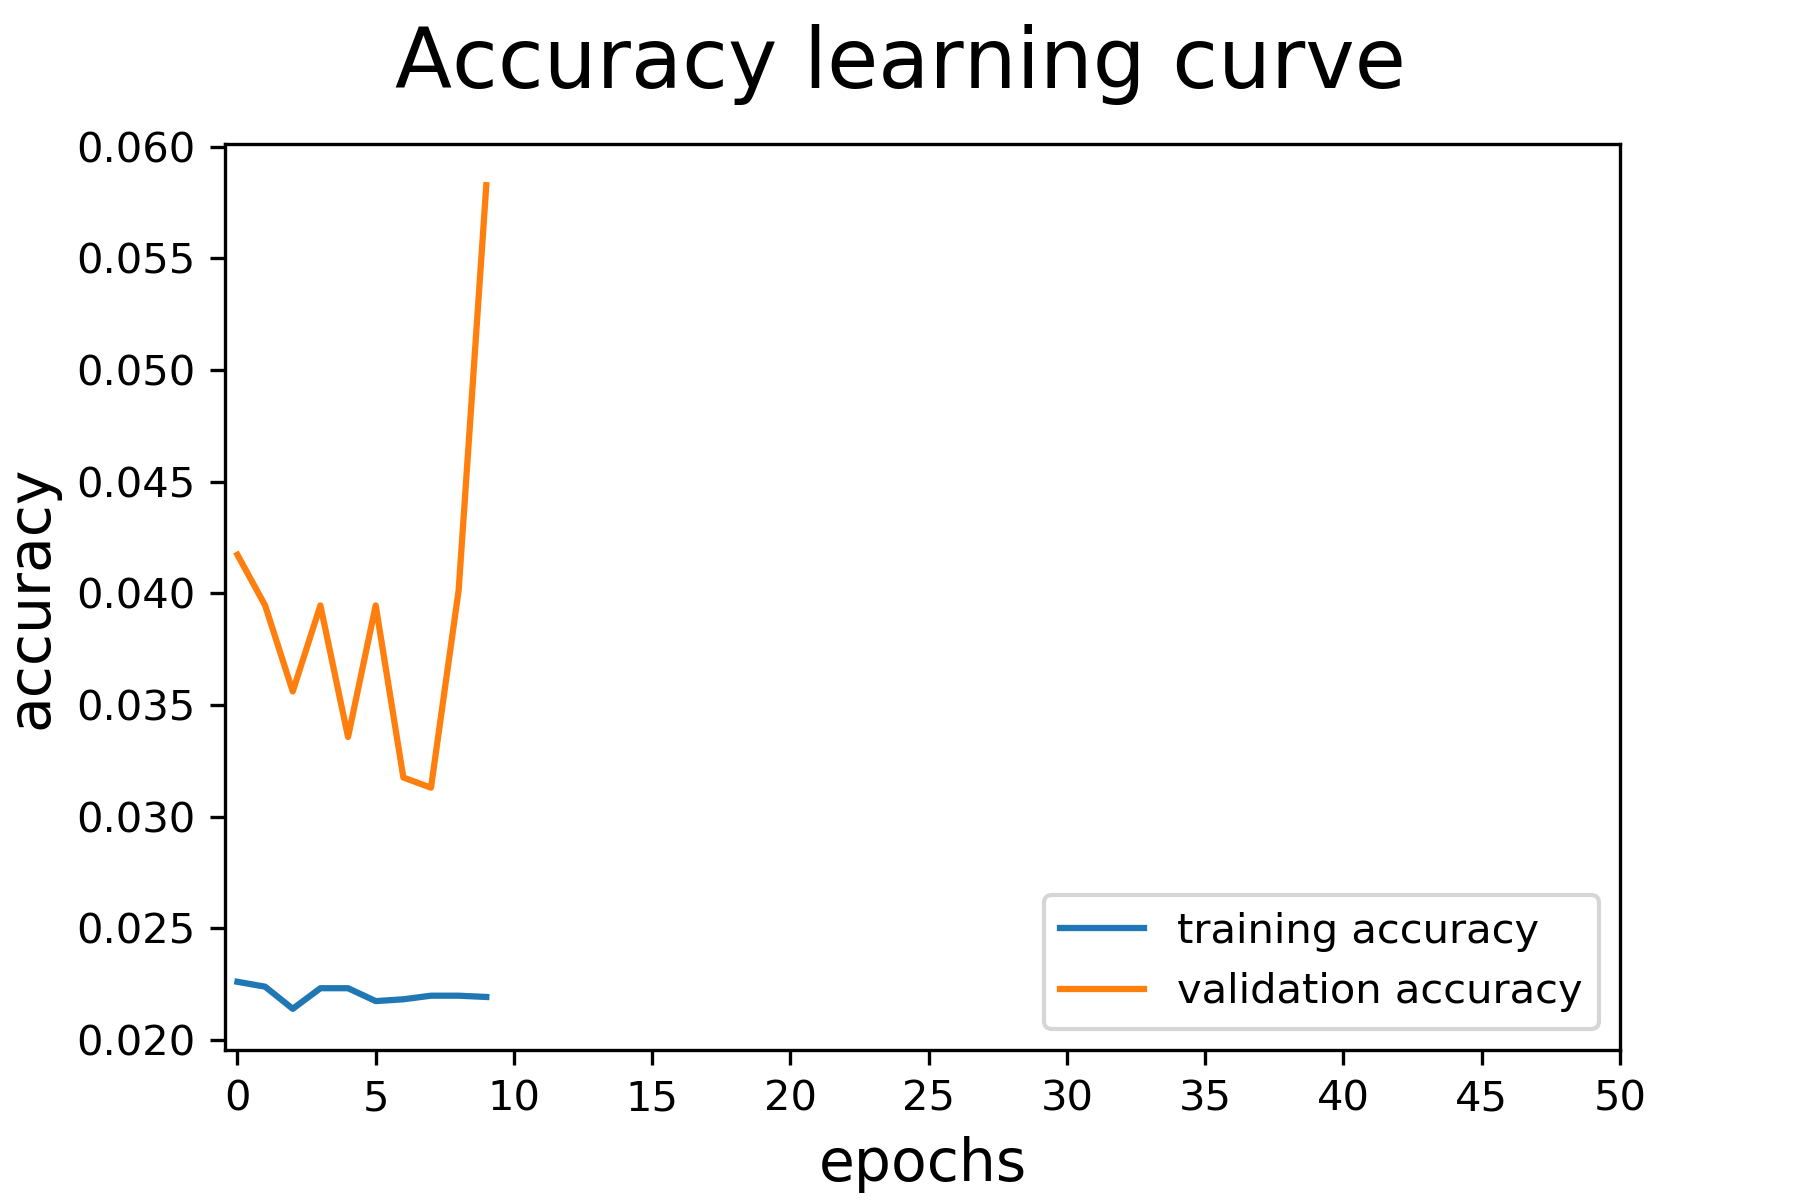 Accuracy learning curve
0.060
0.055
0.050
0.045
0.040
0.035
0.030
0.025
0.020
accuracy
training accuracy
validation accuracy
0 5 10 15 20 25 30 35 40 45 50
epochs